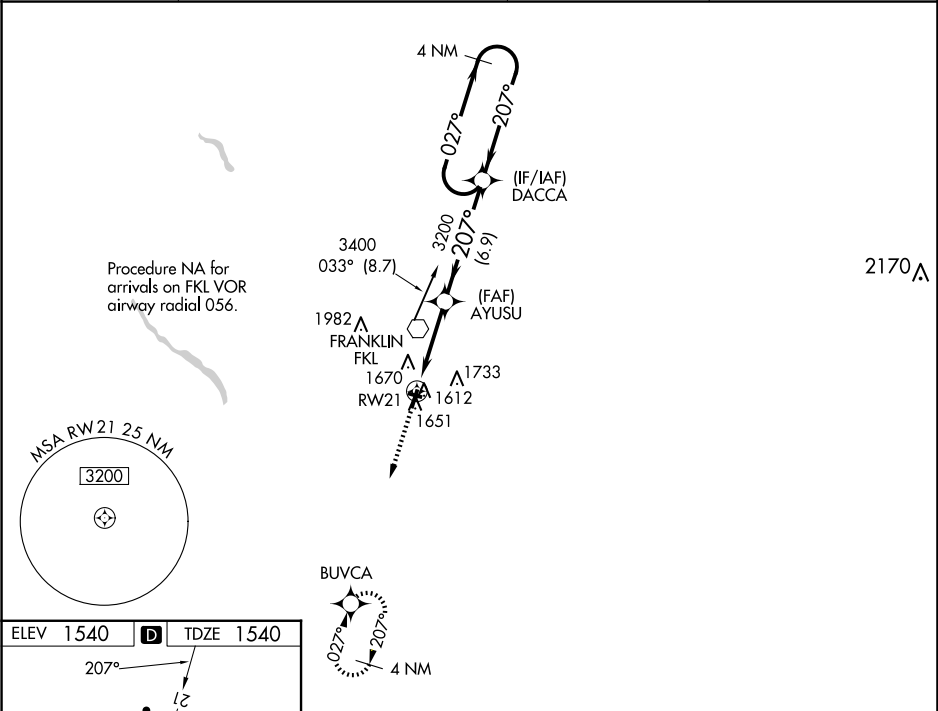 4 NM
207°
027°
(IF/IAF)
DACCA
3200
207°
(6.9)
3400
033° (8.7)
Procedure NA for
arrivals on FKL VOR
airway radial 056.
2170
(FAF)
AYUSU
1982
FRANKLIN
FKL
1670
1733
RW21
1612
1651
MSA RW21 25 NM
3200
BUVCA
027°
207°
4 NM
ELEV 1540
D
TDZE 1540
207°
21